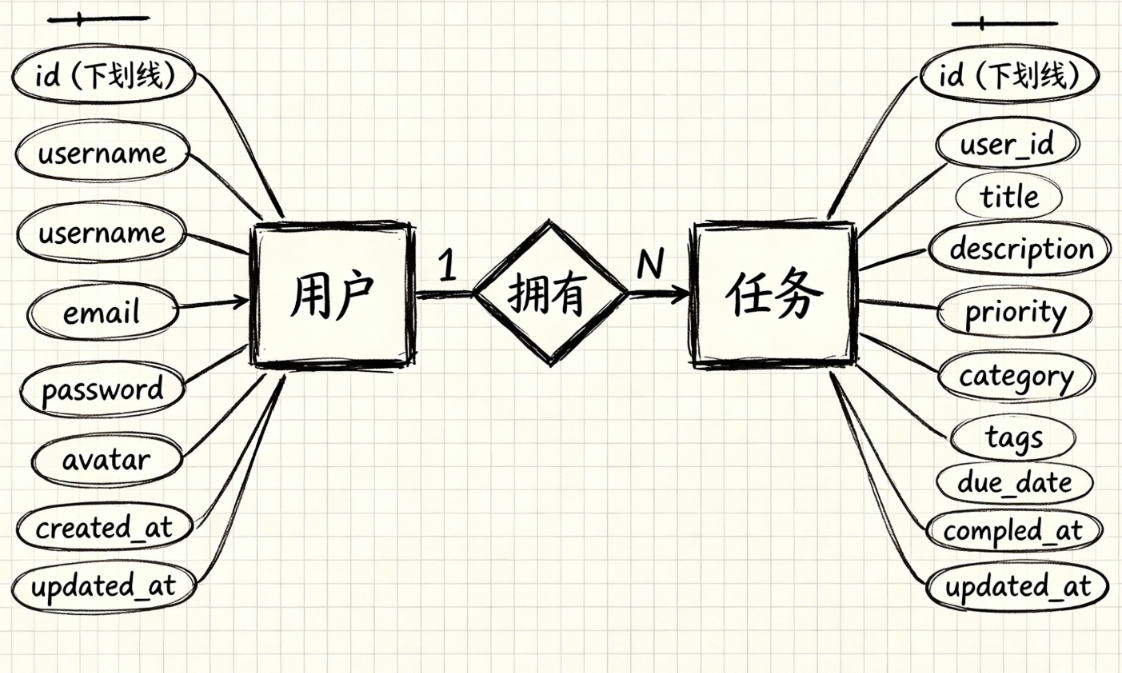 id (下划线)
username
username
email
password
avatar
created_at
updated_at
用户
1
拥有
N
任务
id (下划线)
user_id
title
description
priority
category
tags
due_date
compled_at
updated_at